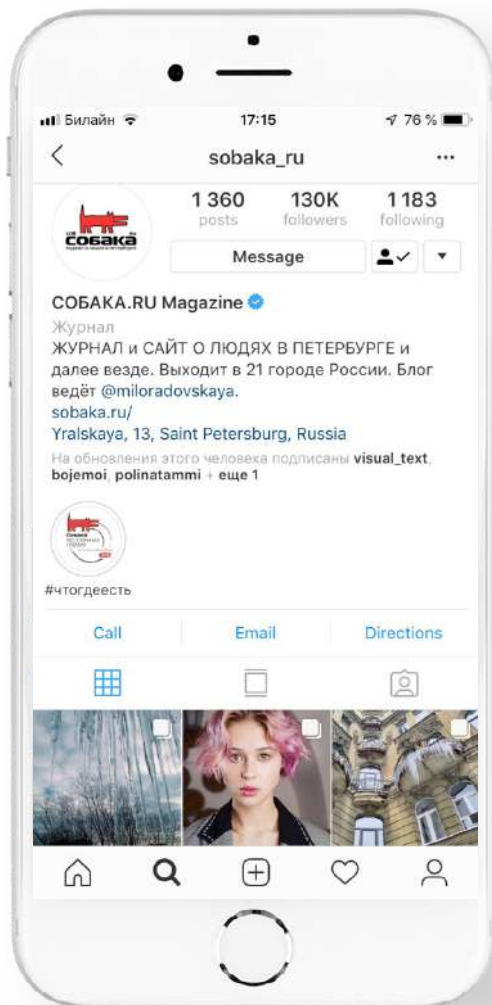 Билайн 17:15 76 %
sobaka_ru
1 360 130K 1 183
posts followers following
собака
Message
СОБАКА.RU Magazine
Журнал
ЖУРНАЛ и САЙТ О ЛЮДЯХ В ПЕТЕРБУРГЕ и
далее везде. Выходит в 21 городе России. Блог
ведёт @miloradovskaya.
sobaka.ru/
Yralskaya, 13, Saint Petersburg, Russia
На обновления этого человека подписаны visual_text,
bojemoi, polinatammi + еще 1
#чтогдеесть
Call Email Directions